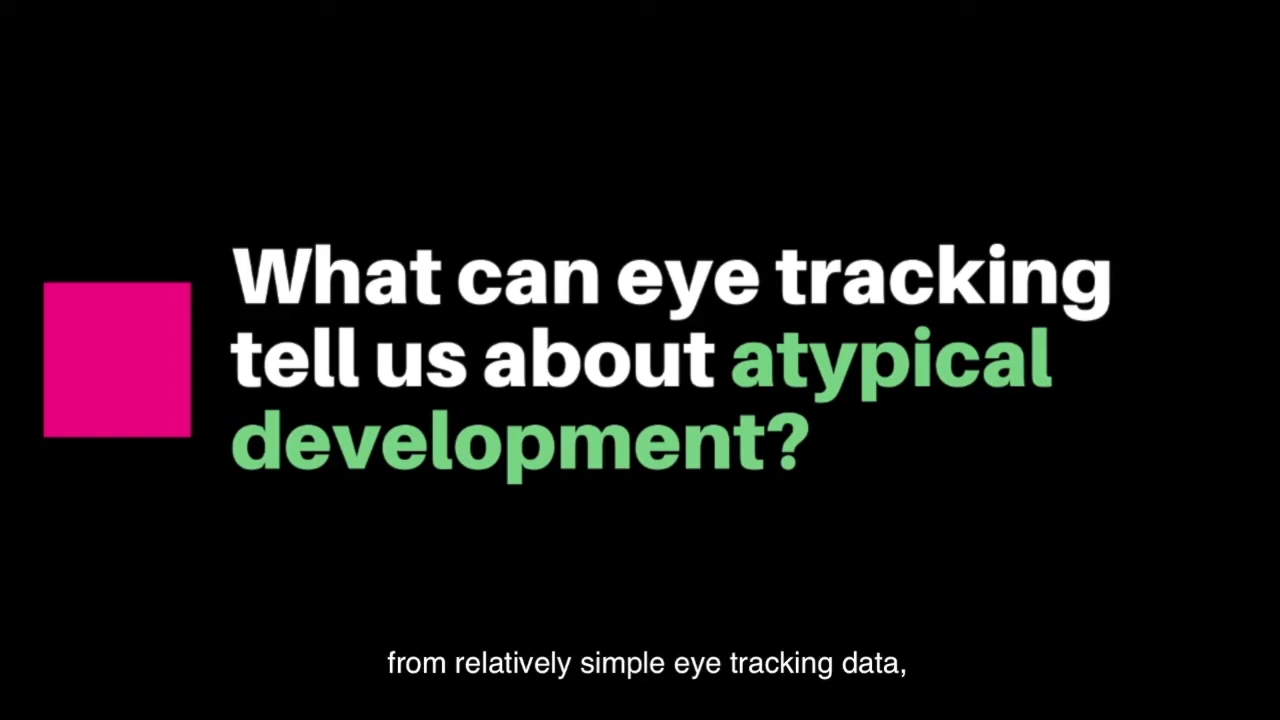 What can eye tracking
tell us about atypical
development?
from relatively simple eye tracking data,